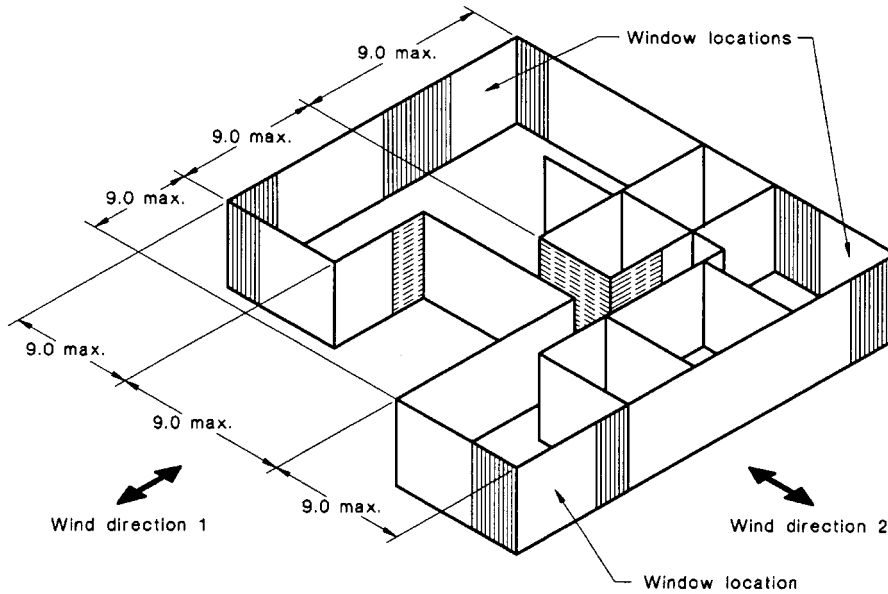 Window locations
9.0 max.
9.0 max.
9.0 max.
9.0 max.
9.0 max.
9.0 max.
Wind direction 1
Wind direction 2
Window location